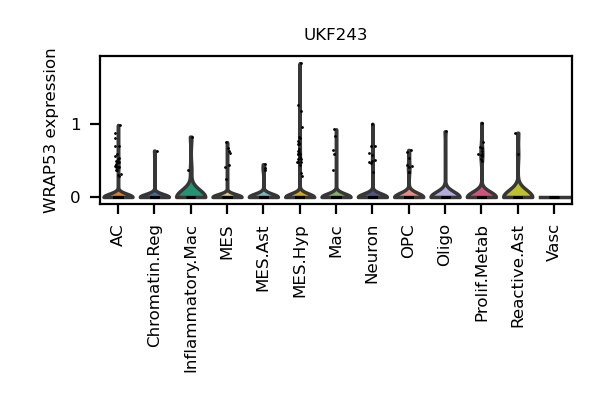 UKF243
WRAP53 expression
1
0
AC
Chromatin.Reg
Inflammatory.Mac
MES
MES.Ast
MES.Hyp
Mac
Neuron
OPC
Oligo
Prolif.Metab
Reactive.Ast
Vasc